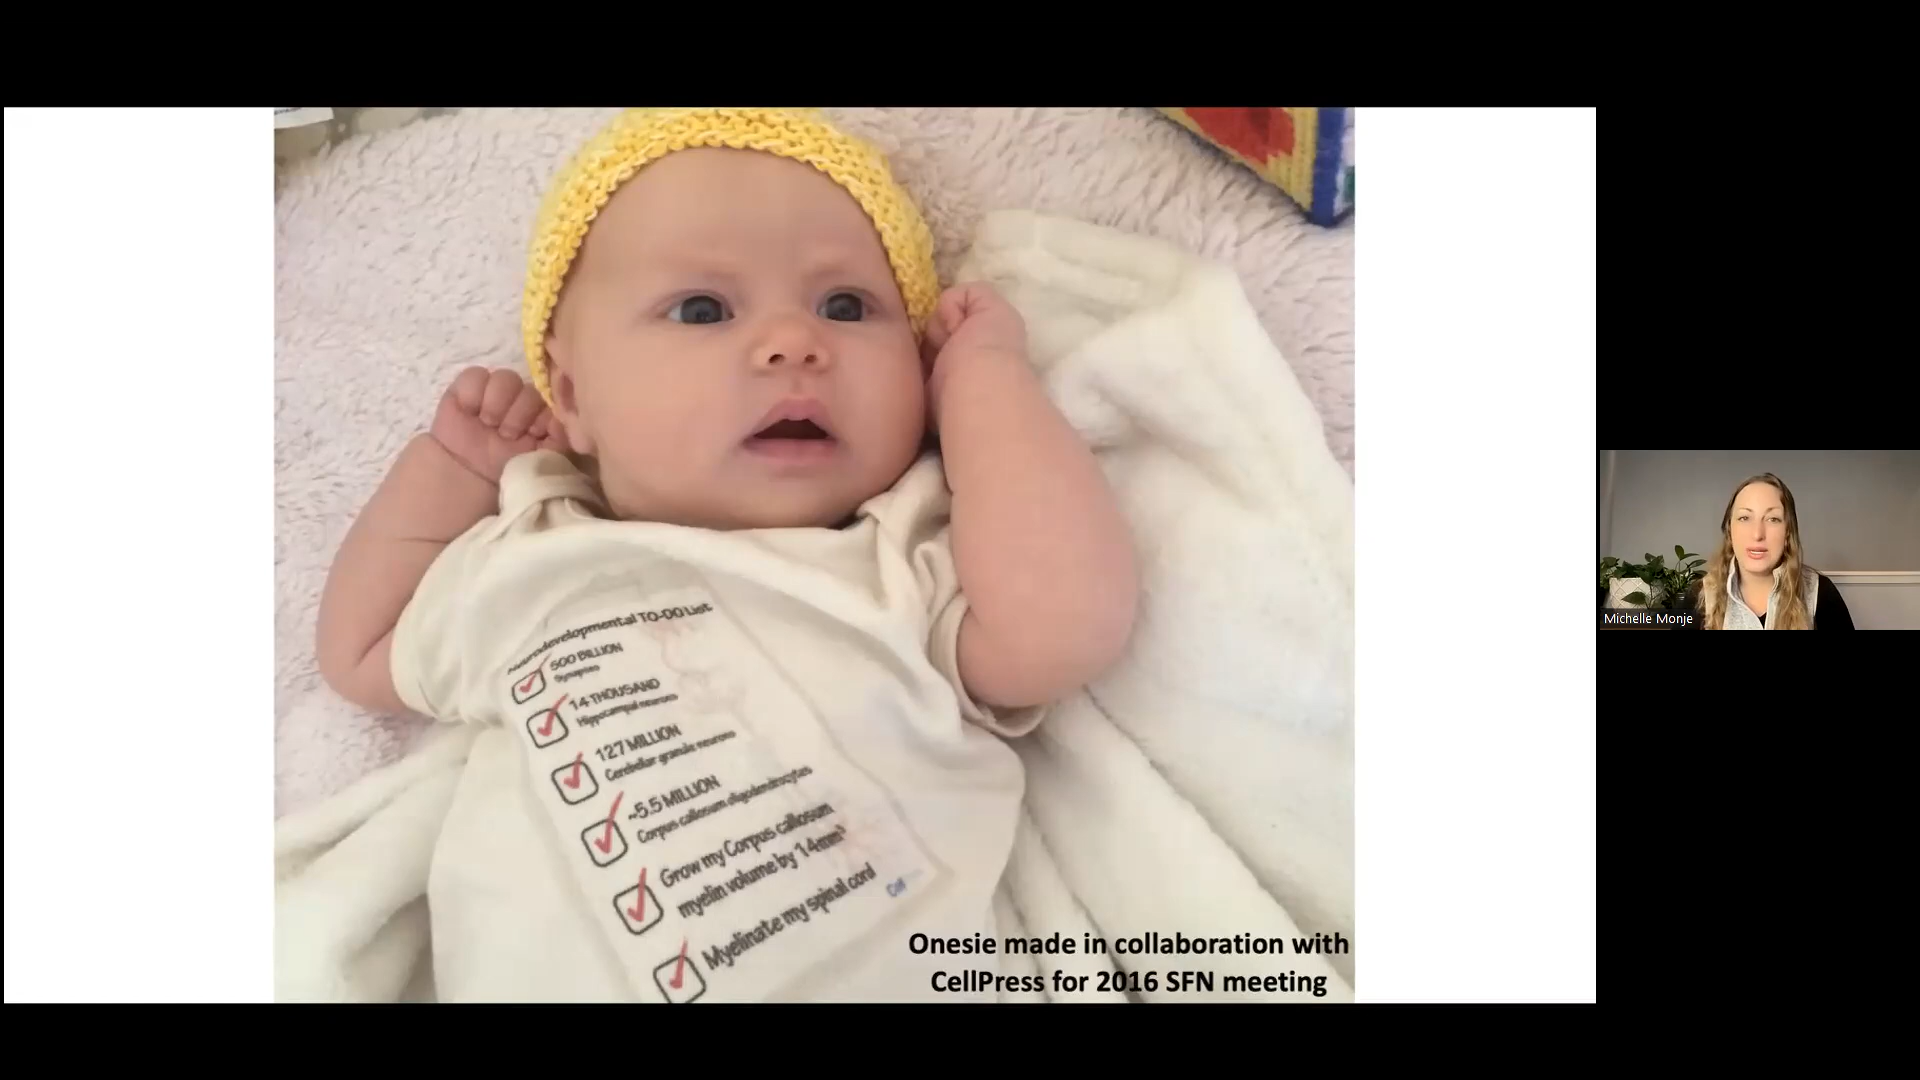 Neurodevelopmental TO-DO List
500 BILLION
Synapses
14 THOUSAND
Hippocampal neurons
127 MILLION
Cerebellar granule neurons
~5.5 MILLION
Corpus callosum oligodendrocytes
Grow my Corpus callosum
myelin volume by 14mm³
Myelinate my spinal cord
Onesie made in collaboration with
CellPress for 2016 SFN meeting
Michelle Monje